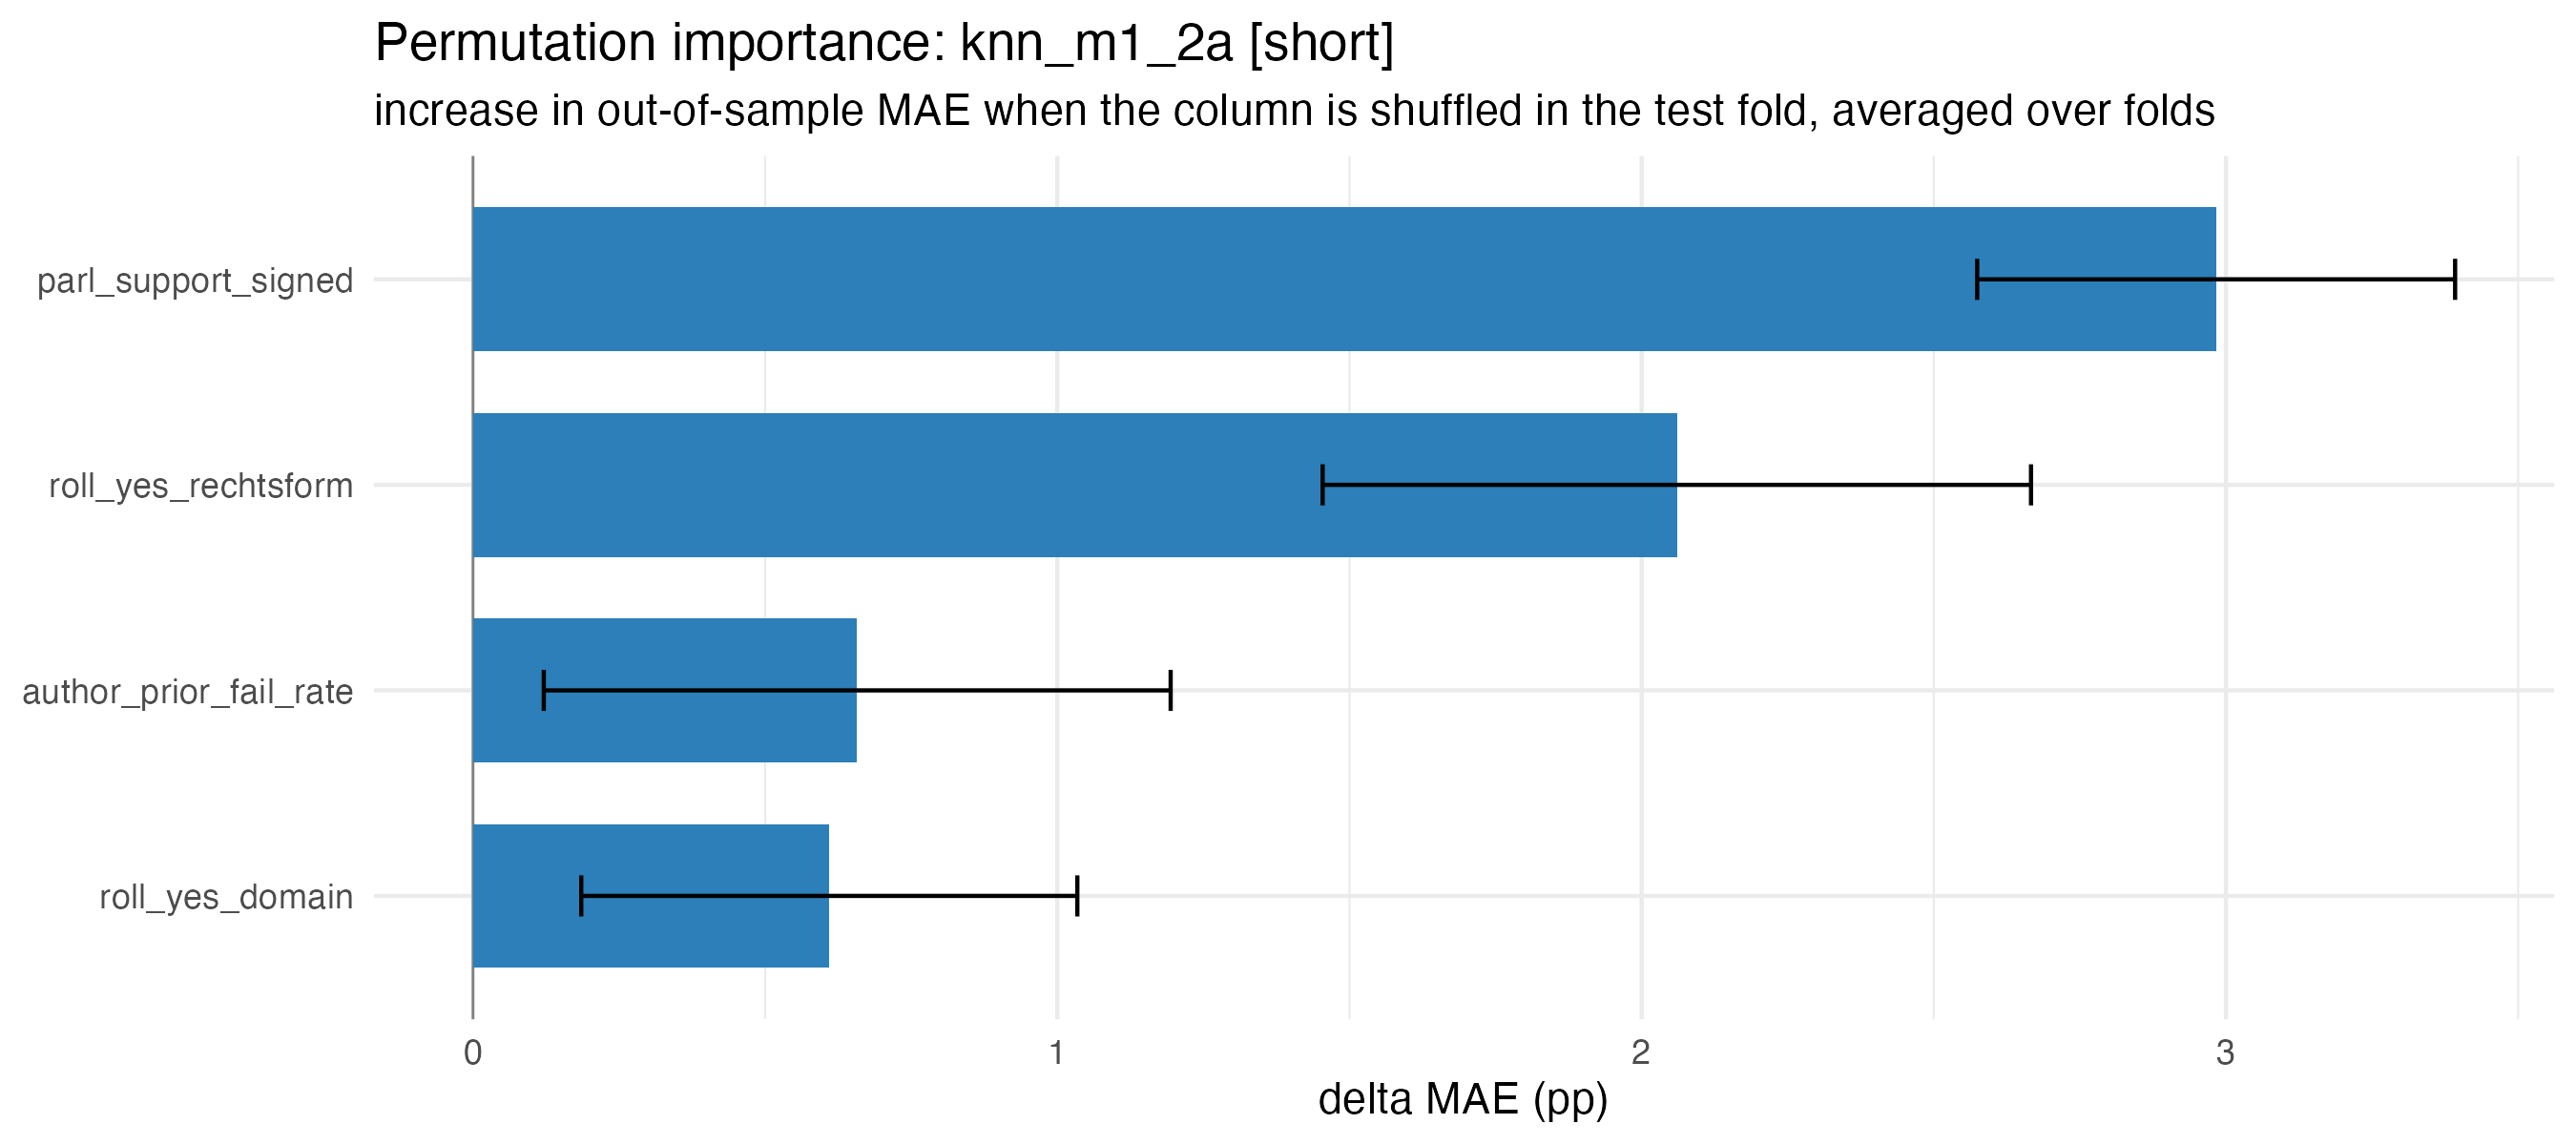 Permutation importance: knn_m1_2a [short]
increase in out-of-sample MAE when the column is shuffled in the test fold, averaged over folds
parl_support_signed
roll_yes_rechtsform
author_prior_fail_rate
roll_yes_domain
0 1 2 3
delta MAE (pp)